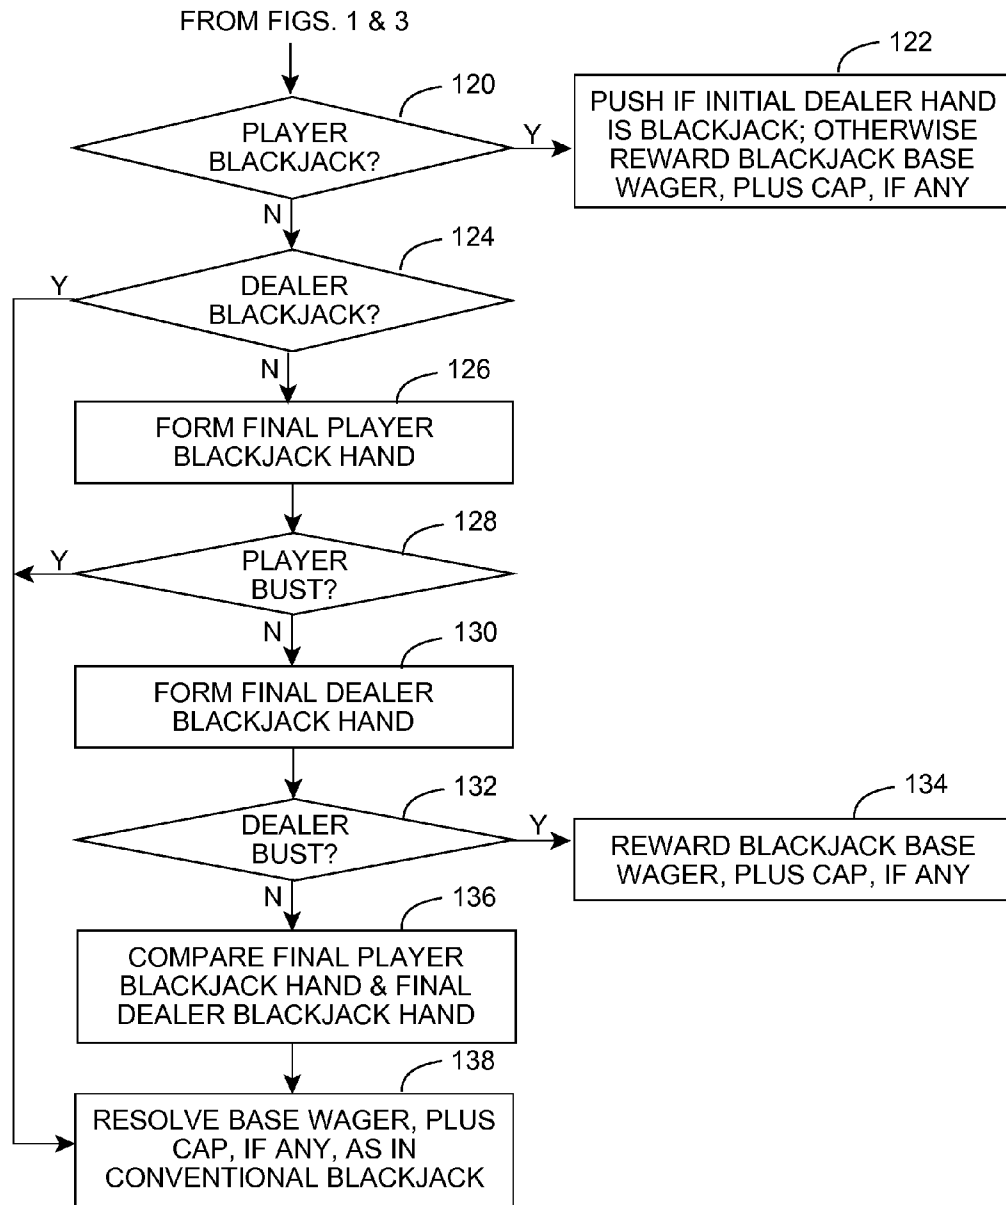 FROM FIGS. 1 & 3
120
PLAYER
BLACKJACK?
Y
122
PUSH IF INITIAL DEALER HAND
IS BLACKJACK; OTHERWISE
REWARD BLACKJACK BASE
WAGER, PLUS CAP, IF ANY
N
124
Y
DEALER
BLACKJACK?
N
126
FORM FINAL PLAYER
BLACKJACK HAND
128
Y
PLAYER
BUST?
N
130
FORM FINAL DEALER
BLACKJACK HAND
132
DEALER
BUST?
Y
134
REWARD BLACKJACK BASE
WAGER, PLUS CAP, IF ANY
N
136
COMPARE FINAL PLAYER
BLACKJACK HAND & FINAL
DEALER BLACKJACK HAND
138
RESOLVE BASE WAGER, PLUS
CAP, IF ANY, AS IN
CONVENTIONAL BLACKJACK